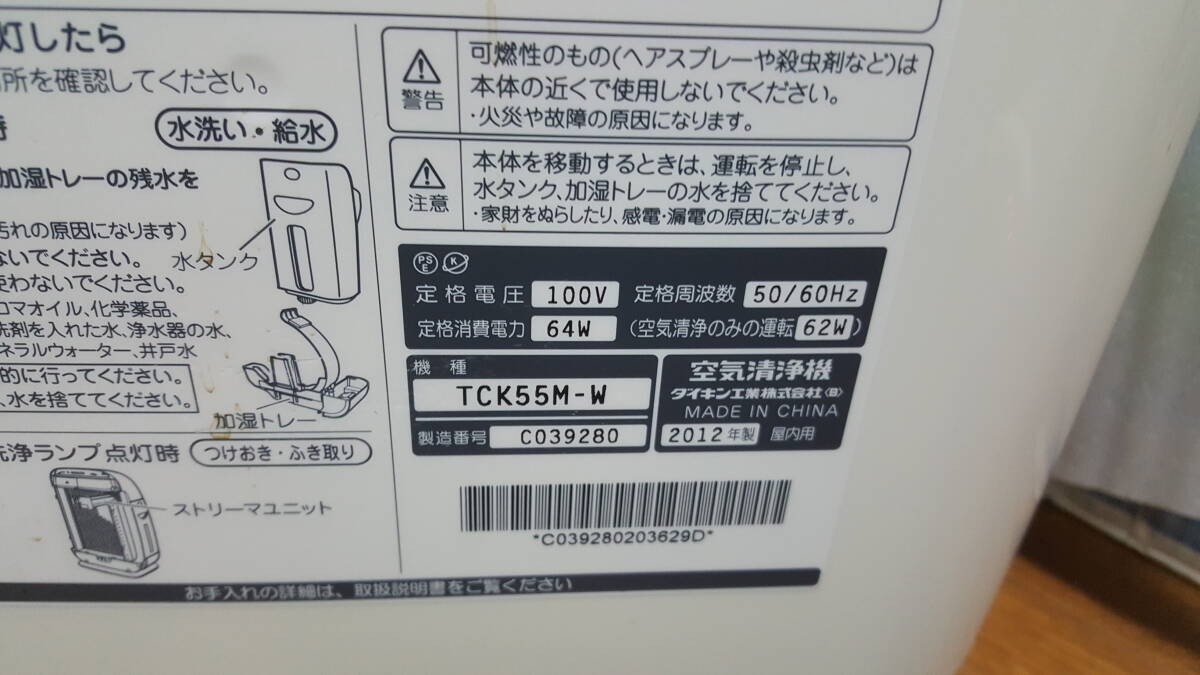 灯したら
所を確認してください。
時
水洗い・給水
加湿トレーの残水を
汚れの原因になります)
ないでください。
使わないでください。
ロマオイル、化学薬品、
洗剤を入れた水、浄水器の水、
ネラルウォーター、井戸水
的に行ってください。
、水を捨ててください。
水タンク
加湿トレー
洗浄ランプ点灯時
つけおき・ふき取り
ストリーマユニット
警告
可燃性のもの(ヘアスプレーや殺虫剤など)は
本体の近くで使用しないでください。
・火災や故障の原因になります。
注意
本体を移動するときは、運転を停止し、
水タンク、加湿トレーの水を捨ててください。
・家財をぬらしたり、感電・漏電の原因になります。
PS
E
K
定格電圧 100V 定格周波数 50/60Hz
定格消費電力 64W (空気清浄のみの運転 62W)
機種
TCK55M-W
製造番号 C039280
空気清浄機
ダイキン工業株式会社(B)
MADE IN CHINA
2012年製 屋内用
*C039280203629D*
お手入れの詳細は、取扱説明書をご覧ください